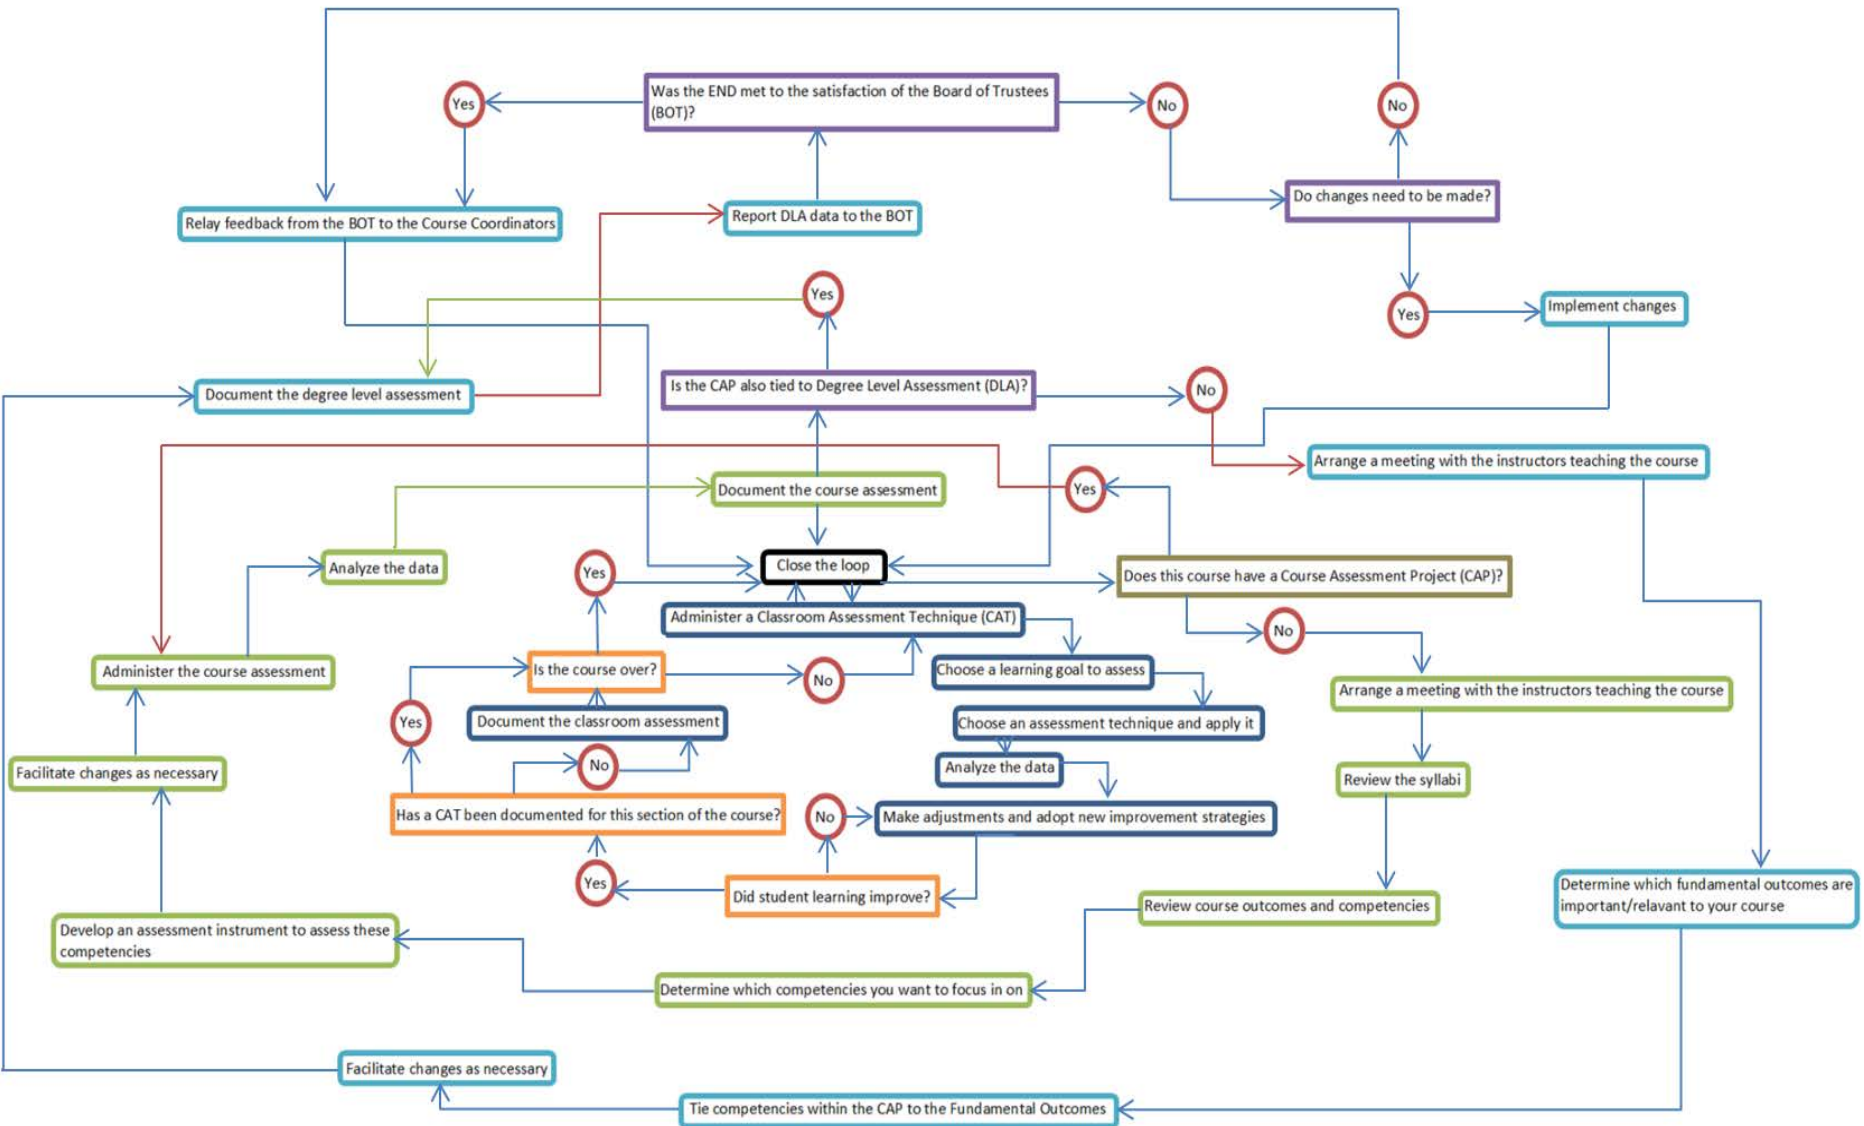 Was the END met to the satisfaction of the Board of Trustees
(BOT)?
Yes
No
No
Do changes need to be made?
Relay feedback from the BOT to the Course Coordinators
Report DLA data to the BOT
Yes
Yes
Implement changes
Document the degree level assessment
Is the CAP also tied to Degree Level Assessment (DLA)?
No
Arrange a meeting with the instructors teaching the course
Document the course assessment
Yes
Analyze the data
Yes
Close the loop
Does this course have a Course Assessment Project (CAP)?
Administer a Classroom Assessment Technique (CAT)
No
Administer the course assessment
Is the course over?
No
Choose a learning goal to assess
Arrange a meeting with the instructors teaching the course
Yes
Document the classroom assessment
Choose an assessment technique and apply it
Facilitate changes as necessary
No
Analyze the data
Review the syllabi
Has a CAT been documented for this section of the course?
No
Make adjustments and adopt new improvement strategies
Yes
Did student learning improve?
Review course outcomes and competencies
Determine which fundamental outcomes are
important/relavant to your course
Develop an assessment instrument to assess these
competencies
Determine which competencies you want to focus in on
Facilitate changes as necessary
Tie competencies within the CAP to the Fundamental Outcomes